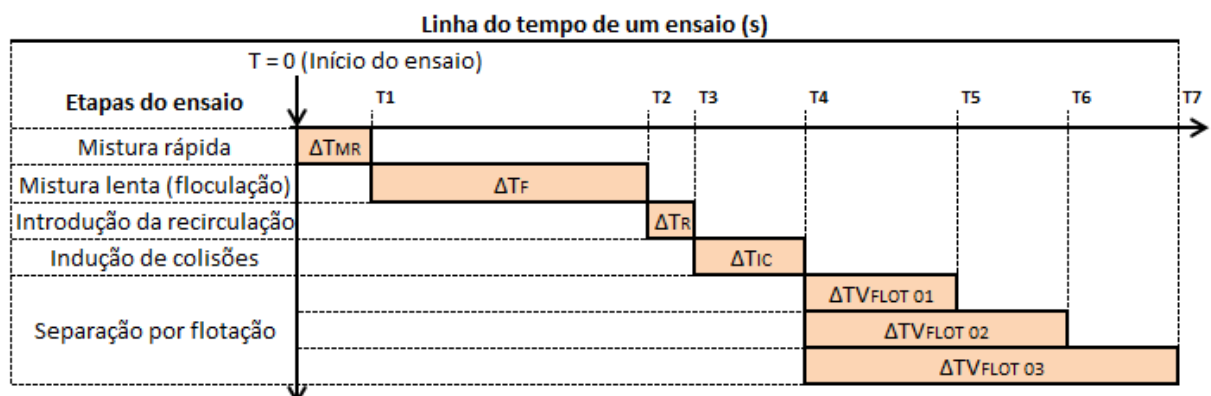 Linha do tempo de um ensaio (s)
T = 0 (Início do ensaio)
Etapas do ensaio
T1 T2 T3 T4 T5 T6 T7
Mistura rápida ΔTMR
Mistura lenta (floculação) ΔTF
Introdução da recirculação ΔTR
Indução de colisões ΔTIC
ΔTVFLOT 01
Separação por flotação ΔTVFLOT 02
ΔTVFLOT 03